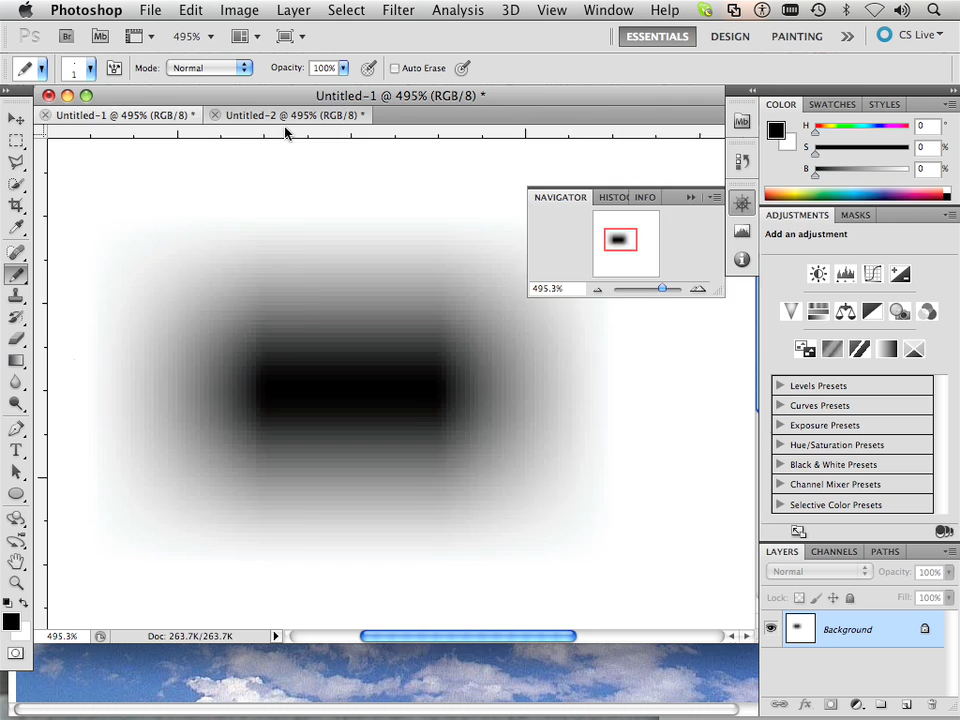 Photoshop File Edit Image Layer Select Filter Analysis 3D View Window Help
Ps Br Mb 495% ESSENTIALS DESIGN PAINTING CS Live
1 Mode: Normal Opacity: 100% Auto Erase
Untitled-1 @ 495% (RGB/8) *
Untitled-1 @ 495% (RGB/8) * Untitled-2 @ 495% (RGB/8) *
NAVIGATOR HISTO INFO
495.3%
Mb
COLOR SWATCHES STYLES
H 0 °
S 0 %
B 0 %
ADJUSTMENTS MASKS
Add an adjustment
Levels Presets
Curves Presets
Exposure Presets
Hue/Saturation Presets
Black & White Presets
Channel Mixer Presets
Selective Color Presets
LAYERS CHANNELS PATHS
Normal Opacity: 100%
Lock: Fill: 100%
Background
fx
495.3% Doc: 263.7K/263.7K